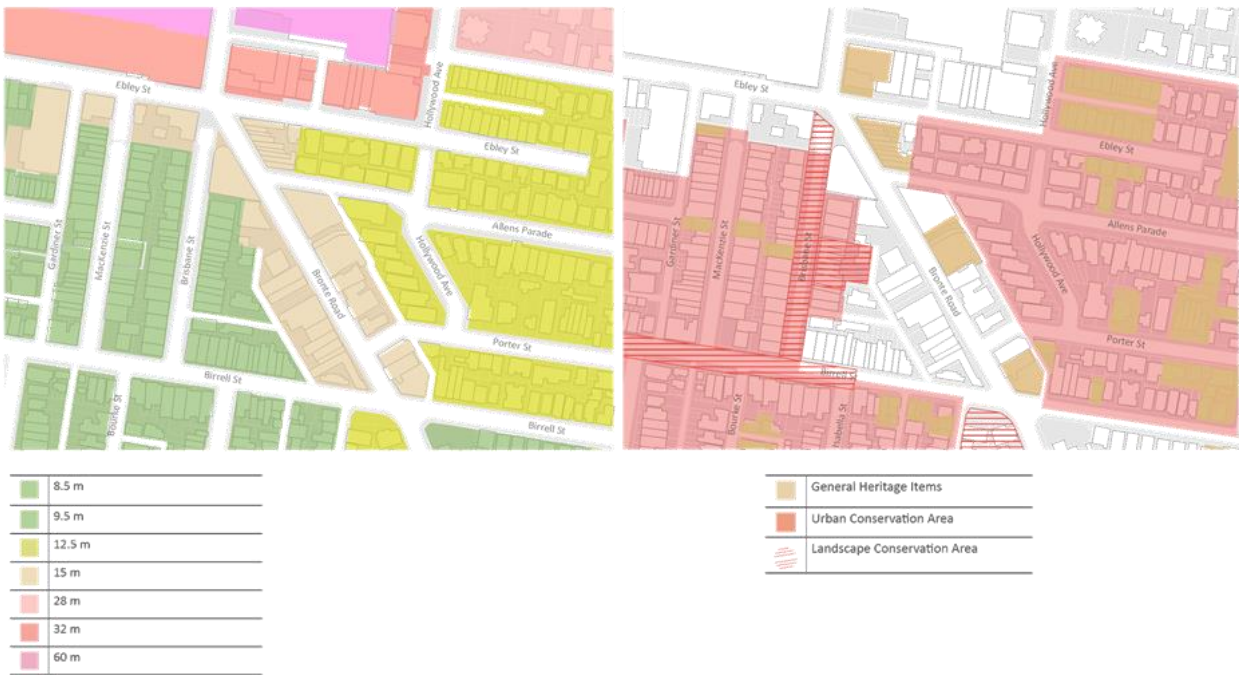 Ebley St
Hollywood Ave
Ebley St
Gardiner St
MacKenzie St
Brisbane St
Bronte Road
Hollywood Ave
Allens Parade
Porter St
Birrell St
Bourke St
Birrell St
Ebley St
Hollywood Ave
Ebley St
Gardiner St
MacKenzie St
Brisbane St
Bronte Road
Hollywood Ave
Allens Parade
Porter St
Birrell St
Bourke St
8.5 m
9.5 m
12.5 m
15 m
28 m
32 m
60 m
General Heritage Items
Urban Conservation Area
Landscape Conservation Area